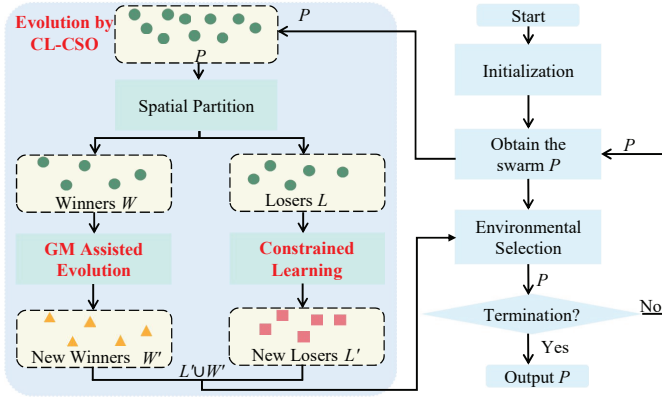 Evolution by
CL-CSO
P
Spatial Partition
Winners W
Losers L
GM Assisted
Evolution
Constrained
Learning
New Winners W'
New Losers L'
L'∪W'
P
Start
Initialization
Obtain the
swarm P
P
Environmental
Selection
P
Termination?
No
Yes
Output P